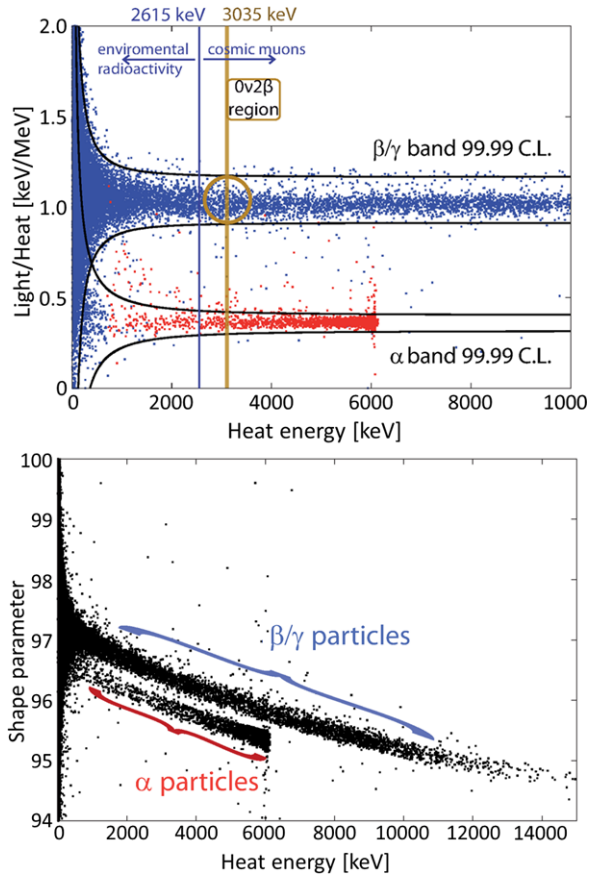 2615 keV
3035 keV
enviromental
radioactivity
cosmic muons
0ν2β
region
β/γ band 99.99 C.L.
α band 99.99 C.L.
2.0
1.5
1.0
0.5
0
Light/Heat [keV/MeV]
0
2000
4000
6000
8000
1000
Heat energy [keV]
100
99
98
97
96
95
94
Shape parameter
β/γ particles
α particles
0
2000
4000
6000
8000
10000
12000
14000
Heat energy [keV]